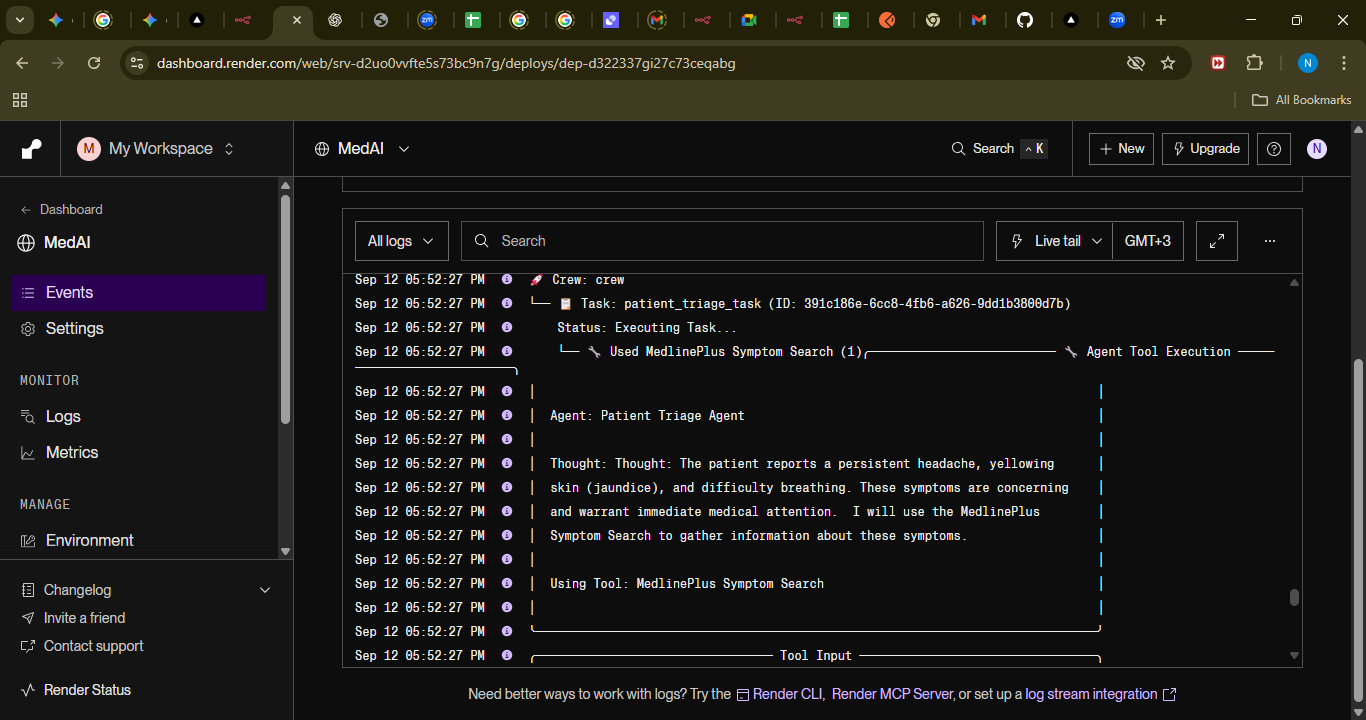 dashboard.render.com/web/srv-d2uo0vvfte5s73bc9n7g/deploys/dep-d322337gi27c73ceqabg
N
All Bookmarks
M My Workspace
MedAI
Search ^ K
+ New
Upgrade
N
← Dashboard
MedAI
Events
Settings
MONITOR
Logs
Metrics
MANAGE
Environment
Changelog
Invite a friend
Contact support
Render Status
All logs
Search
Live tail
GMT+3
...
Sep 12 05:52:27 PM 🚀 Crew: crew
Sep 12 05:52:27 PM └── 📋 Task: patient_triage_task (ID: 391c186e-6cc8-4fb6-a626-9dd1b3800d7b)
Sep 12 05:52:27 PM Status: Executing Task...
Sep 12 05:52:27 PM └── 🔧 Used MedlinePlus Symptom Search (1)╭────────── 🔧 Agent Tool Execution ─────
Sep 12 05:52:27 PM
Sep 12 05:52:27 PM Agent: Patient Triage Agent
Sep 12 05:52:27 PM
Sep 12 05:52:27 PM Thought: Thought: The patient reports a persistent headache, yellowing
Sep 12 05:52:27 PM skin (jaundice), and difficulty breathing. These symptoms are concerning
Sep 12 05:52:27 PM and warrant immediate medical attention. I will use the MedlinePlus
Sep 12 05:52:27 PM Symptom Search to gather information about these symptoms.
Sep 12 05:52:27 PM
Sep 12 05:52:27 PM Using Tool: MedlinePlus Symptom Search
Sep 12 05:52:27 PM
Sep 12 05:52:27 PM
Sep 12 05:52:27 PM Tool Input
Need better ways to work with logs? Try the Render CLI, Render MCP Server, or set up a log stream integration